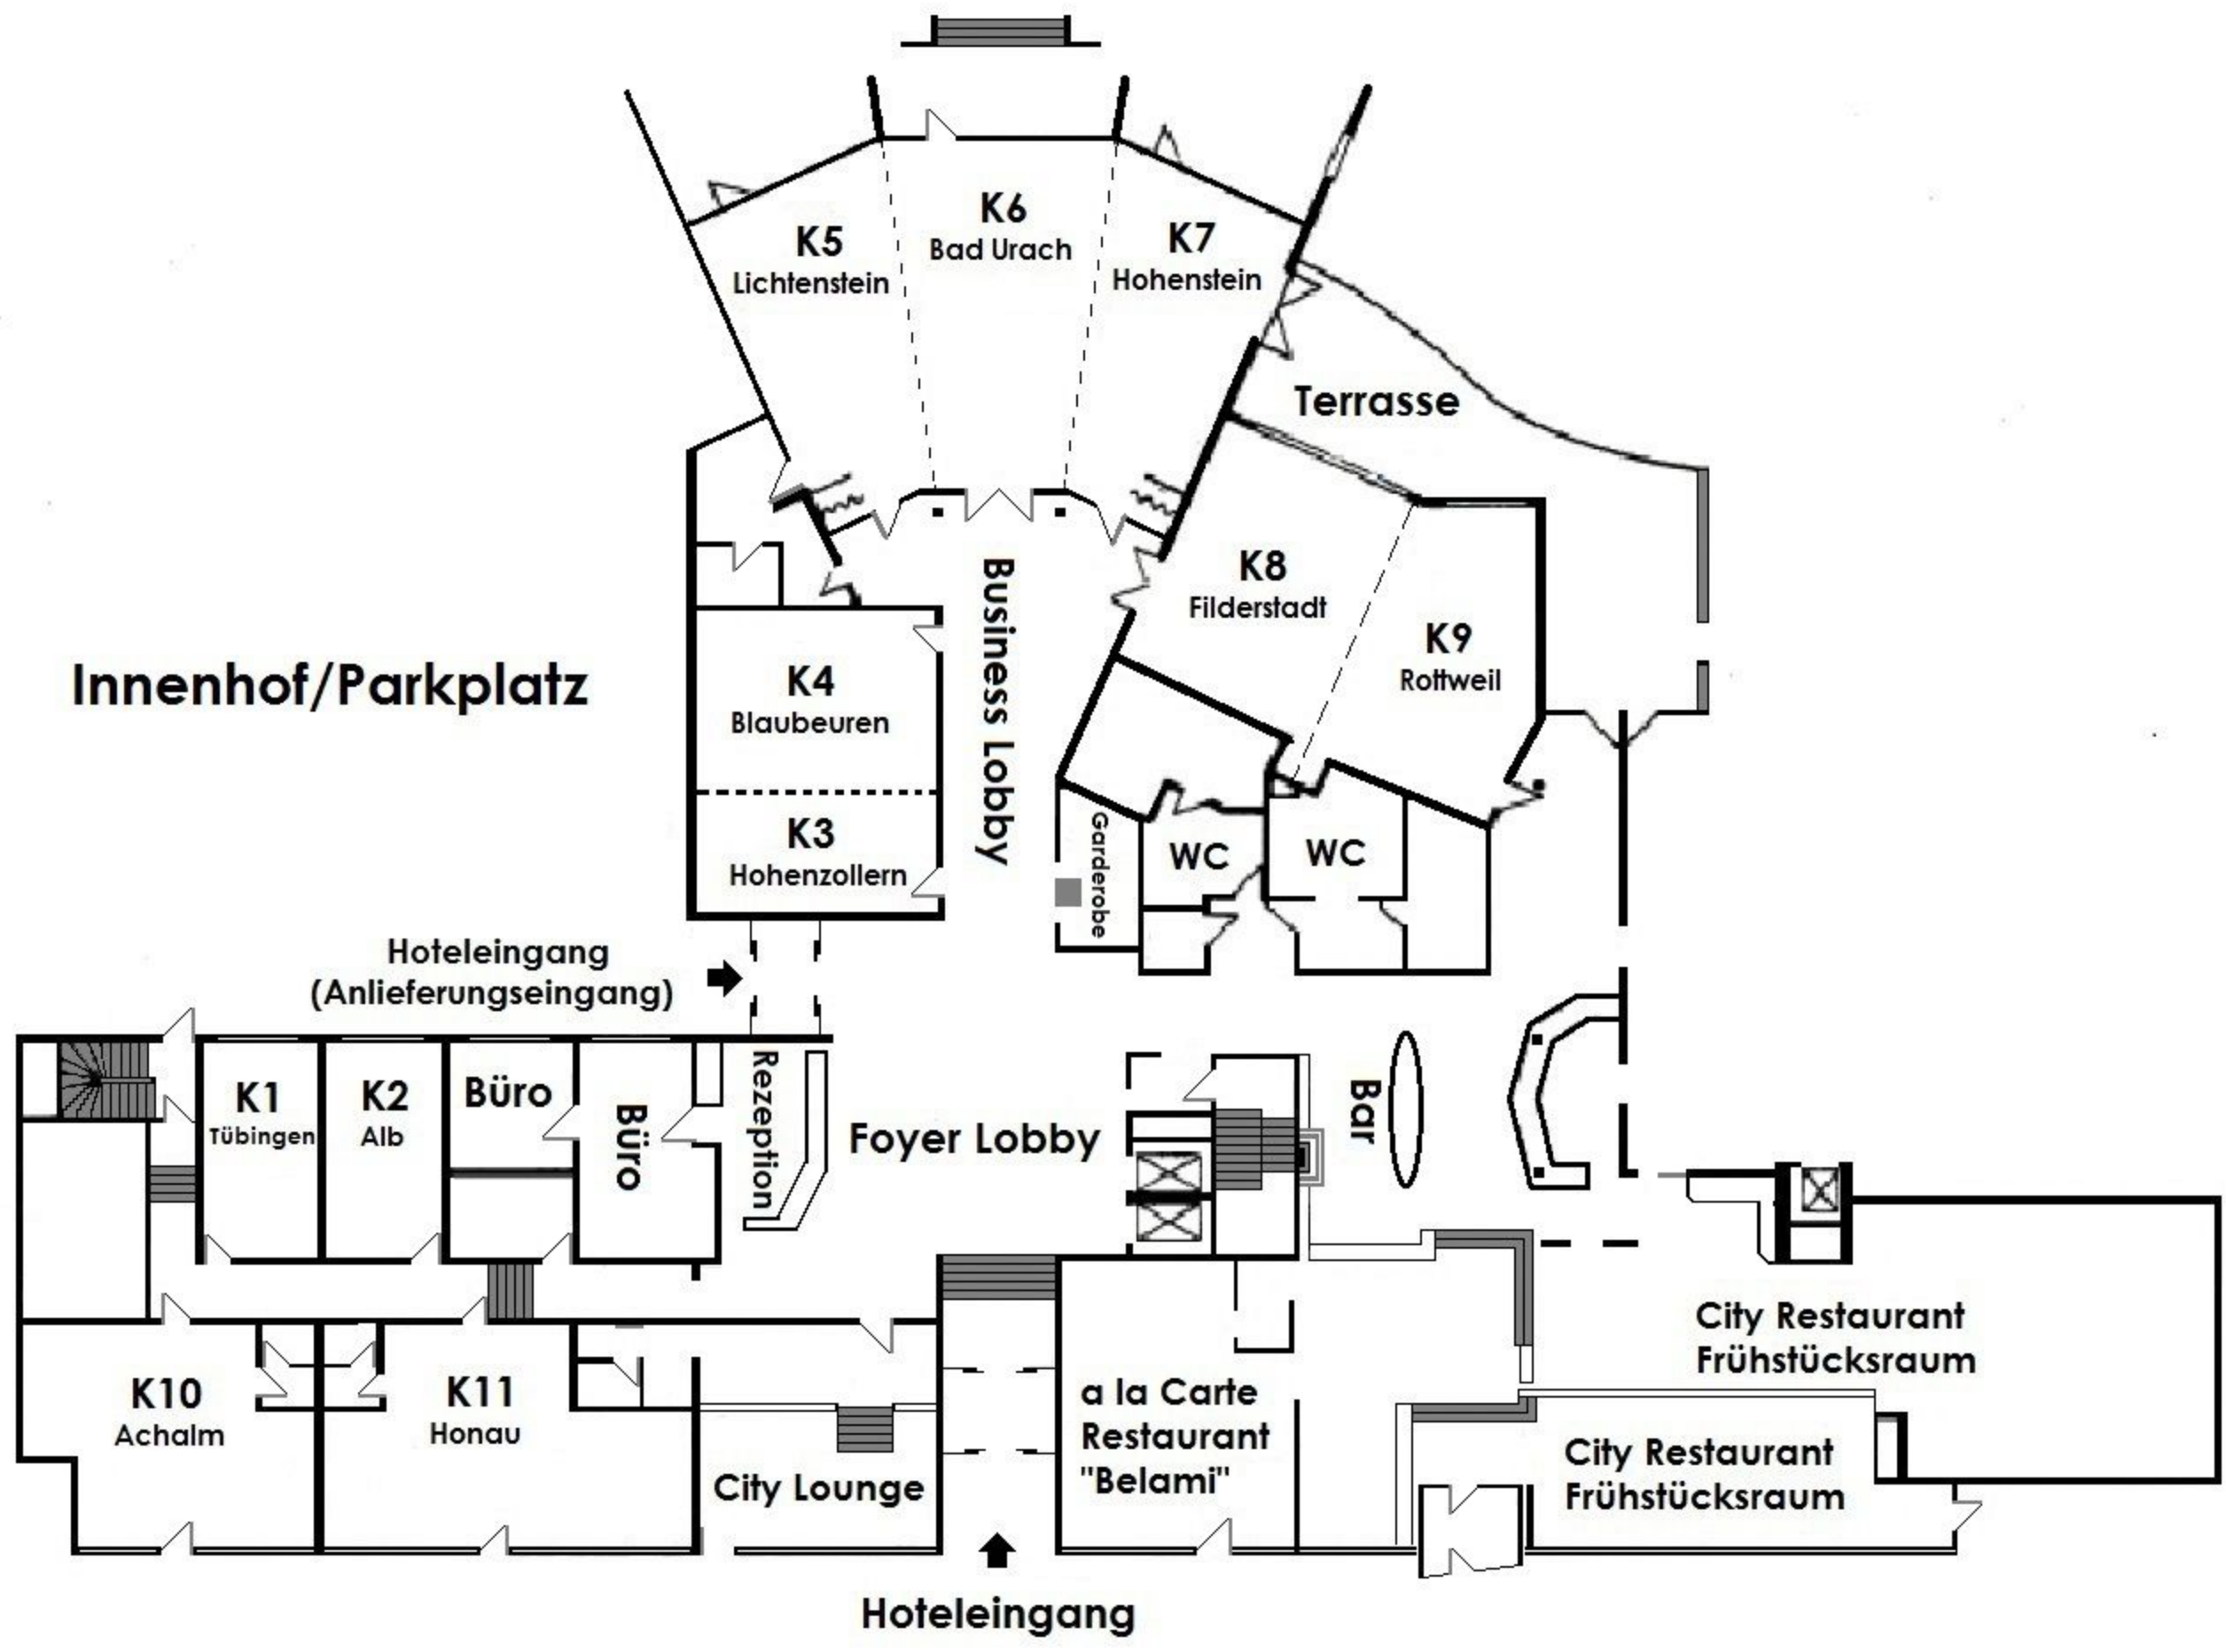 K6
Bad Urach
K5
Lichtenstein
K7
Hohenstein
Terrasse
K8
Filderstadt
K9
Rottweil
Business Lobby
Innenhof/Parkplatz
K4
Blaubeuren
K3
Hohenzollern
Garderobe
WC
WC
Hoteleingang
(Anlieferungseingang)
K1
Tübingen
K2
Alb
Büro
Büro
Rezeption
Foyer Lobby
Bar
City Restaurant
Frühstücksraum
K10
Achalm
K11
Honau
City Lounge
a la Carte
Restaurant
"Belami"
City Restaurant
Frühstücksraum
Hoteleingang